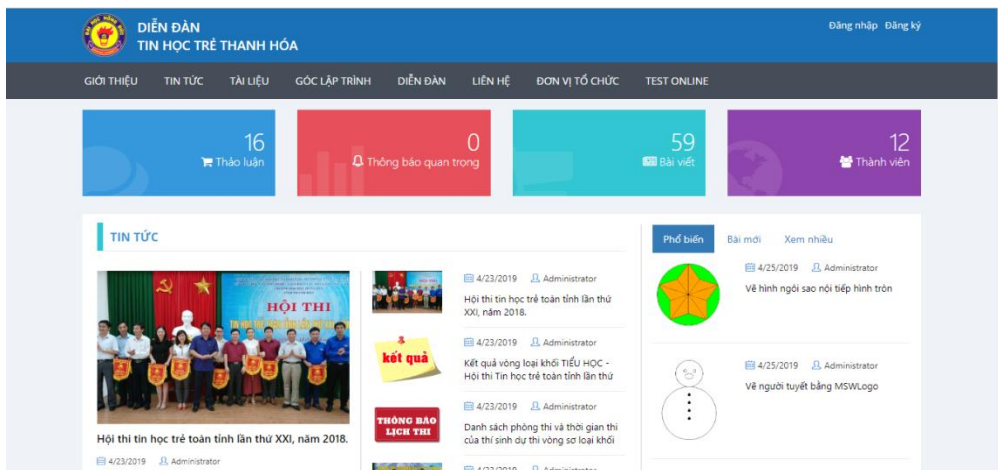 DIỄN ĐÀN
TIN HỌC TRẺ THANH HÓA
Đăng nhập Đăng ký
GIỚI THIỆU TIN TỨC TÀI LIỆU GÓC LẬP TRÌNH DIỄN ĐÀN LIÊN HỆ ĐƠN VỊ TỔ CHỨC TEST ONLINE
16
Thảo luận
0
Thông báo quan trọng
59
Bài viết
12
Thành viên
TIN TỨC
HỘI THI
Hội thi tin học trẻ toàn tỉnh lần thứ XXI, năm 2018.
4/23/2019 Administrator
4/23/2019 Administrator
Hội thi tin học trẻ toàn tỉnh lần thứ
XXI, năm 2018.
kết quả
4/23/2019 Administrator
Kết quả vòng loại khối TIỂU HỌC -
Hội thi Tin học trẻ toàn tỉnh lần thứ
THÔNG BÁO
LỊCH THI
4/23/2019 Administrator
Danh sách phòng thi và thời gian thi
của thí sinh dự thi vòng sơ loại khối
4/23/2019 Administrator
Phổ biến Bài mới Xem nhiều
4/25/2019 Administrator
Vẽ hình ngôi sao nội tiếp hình tròn
4/25/2019 Administrator
Vẽ người tuyết bằng MSWLogo